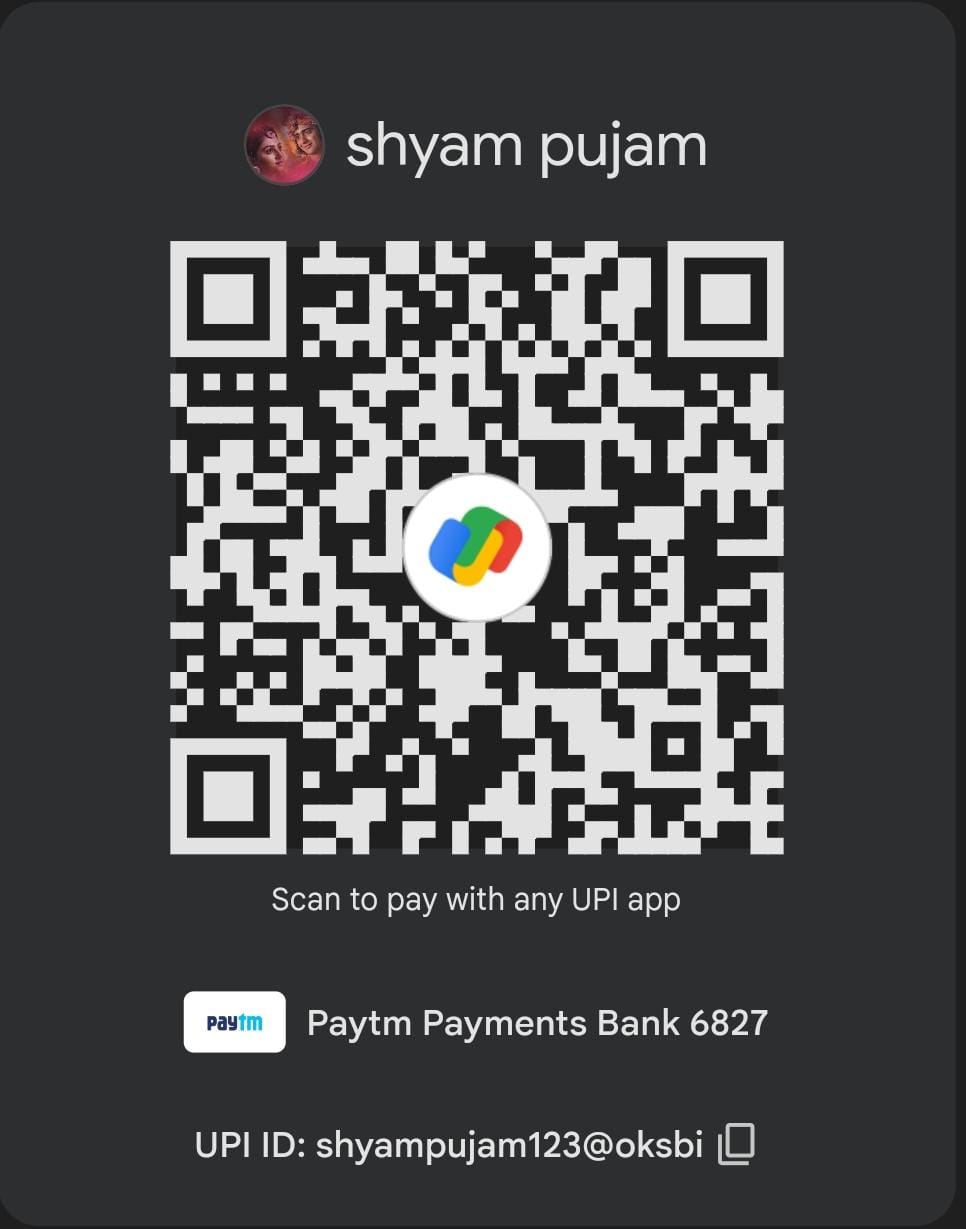 shyam pujam
Scan to pay with any UPI app
paytm Paytm Payments Bank 6827
UPI ID: shyampujam123@oksbi